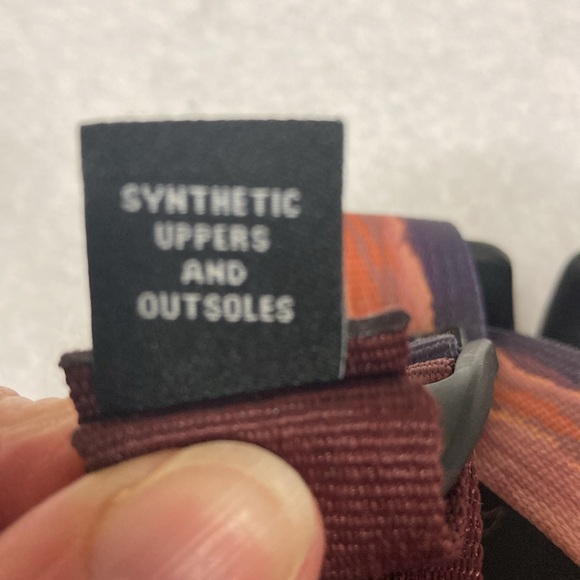 SYNTHETIC
UPPERS
AND
OUTSOLES